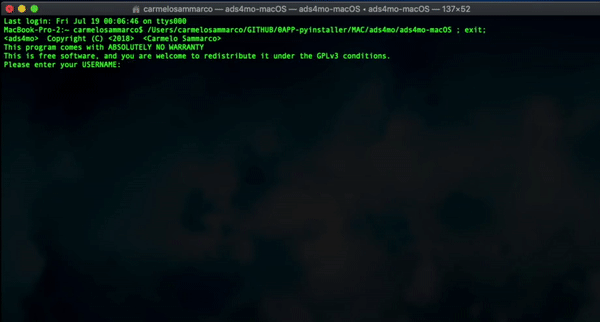 carmelosammarco — ads4mo-macOS — ads4mo-macOS • ads4mo-macOS — 137×52
Last login: Fri Jul 19 00:06:46 on ttys000
MacBook-Pro-2:~ carmelosammarco$ /Users/carmelosammarco/GITHUB/0APP-pyinstaller/MAC/ads4mo/ads4mo-macOS ; exit;
<ads4mo>  Copyright (C) <2018>  <Carmelo Sammarco>
This program comes with ABSOLUTELY NO WARRANTY
This is free software, and you are welcome to redistribute it under the GPLv3 conditions.
Please enter your USERNAME: